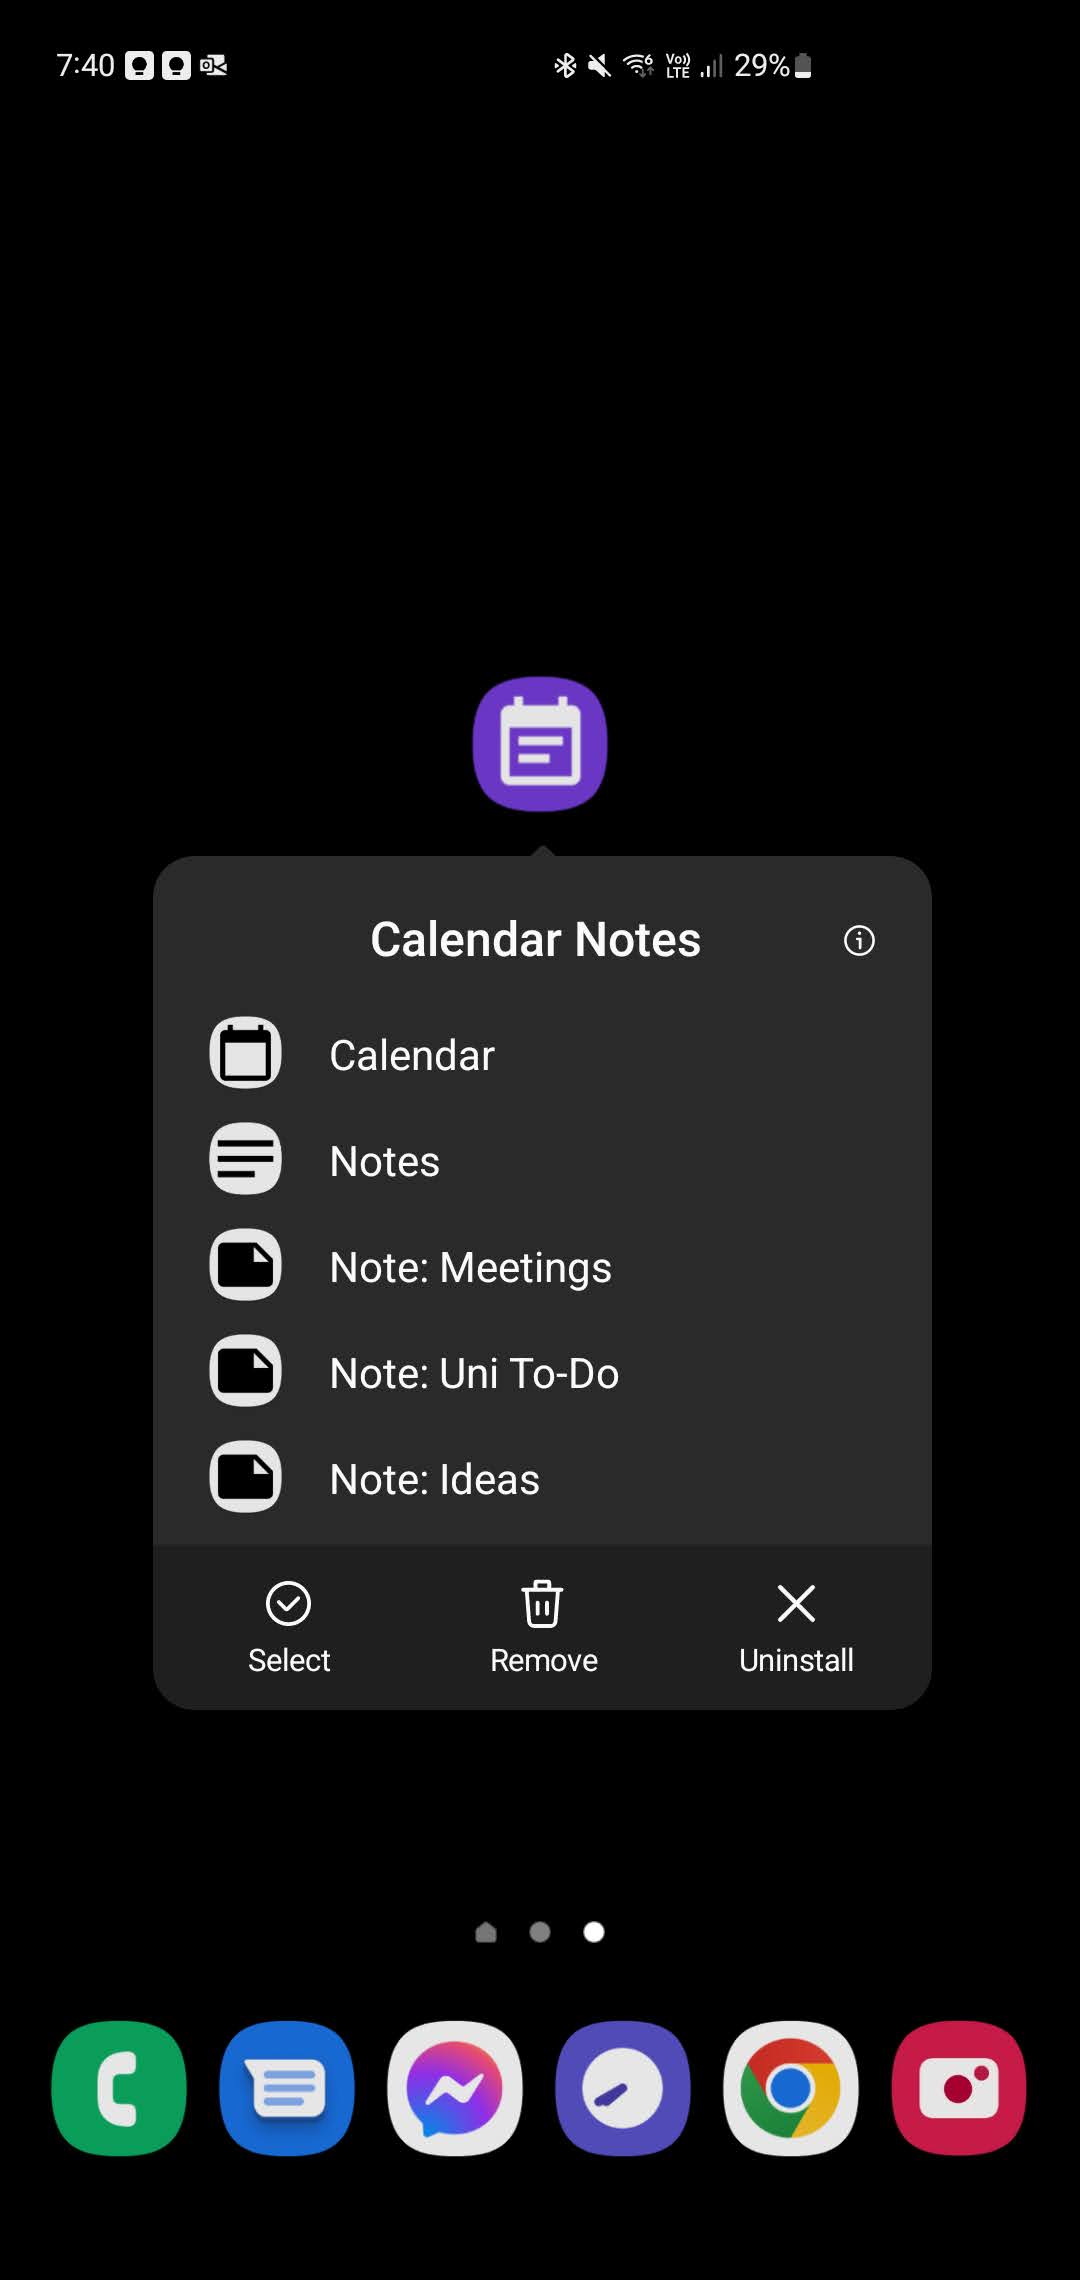 7:40 Vo)) LTE 29%
Calendar Notes
Calendar
Notes
Note: Meetings
Note: Uni To-Do
Note: Ideas
Select Remove Uninstall